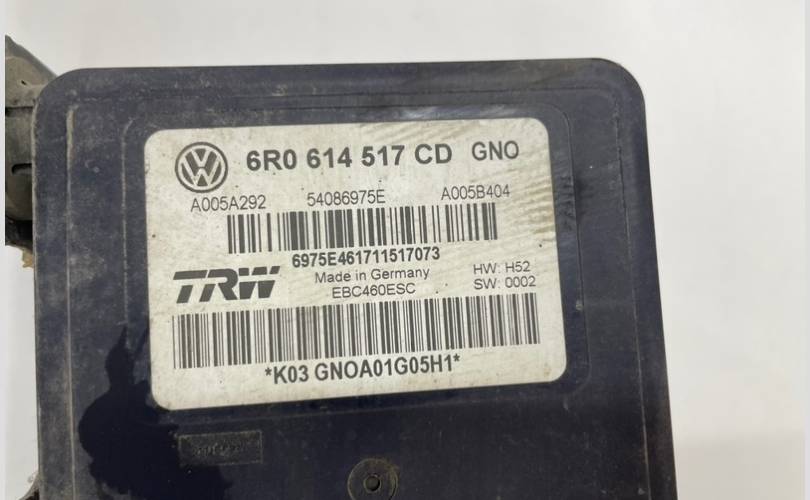 6R0 614 517 CD GNO
A005A292 54086975E A005B404
6975E461711517073
TRW Made in Germany HW: H52
EBC460ESC SW: 0002
*K03 GNOA01G05H1*